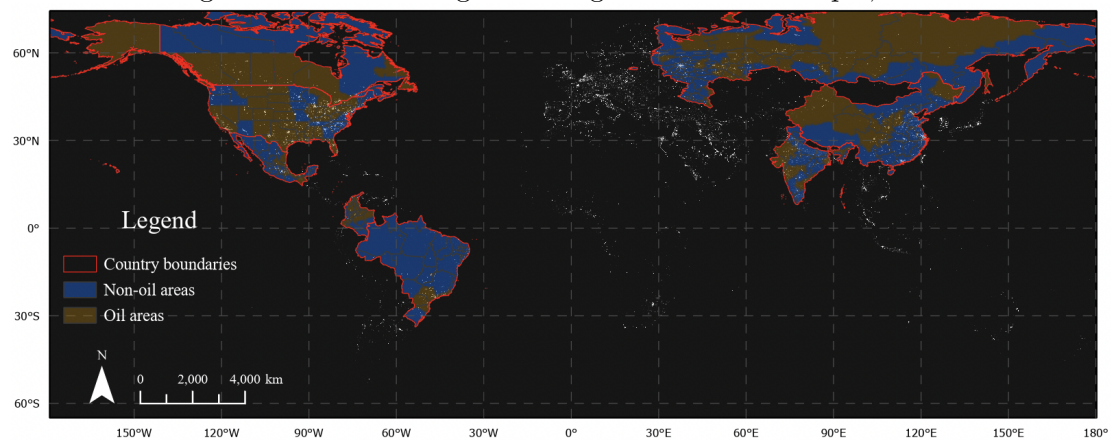 60°N
30°N
0°
30°S
60°S
Legend
Country boundaries
Non-oil areas
Oil areas
N
0 2,000 4,000 km
150°W 120°W 90°W 60°W 30°W 0° 30°E 60°E 90°E 120°E 150°E 180°